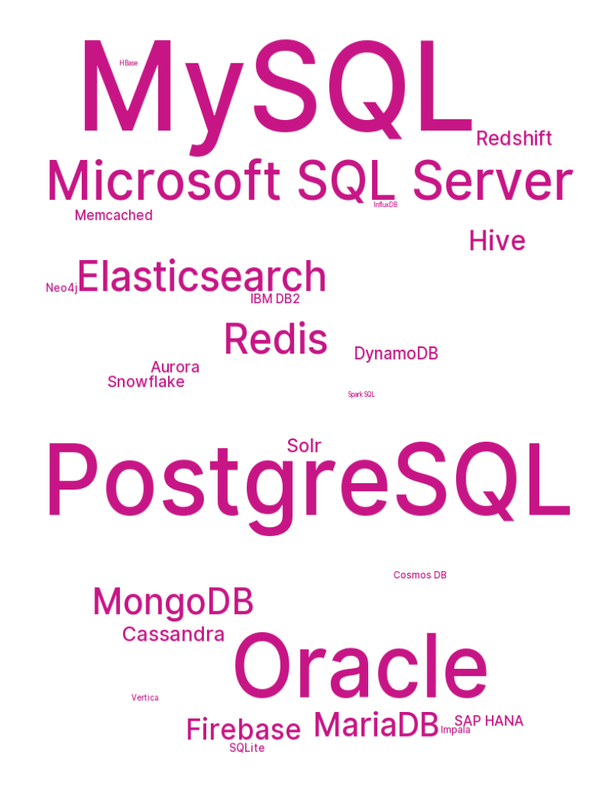 MySQL
HBase
Redshift
Microsoft SQL Server
InfluxDB
Memcached
Hive
Elasticsearch
Neo4j
IBM DB2
Redis
DynamoDB
Aurora
Snowflake
Spark SQL
Solr
PostgreSQL
Cosmos DB
MongoDB
Cassandra
Oracle
Vertica
Firebase
MariaDB
SAP HANA
Impala
SQLite